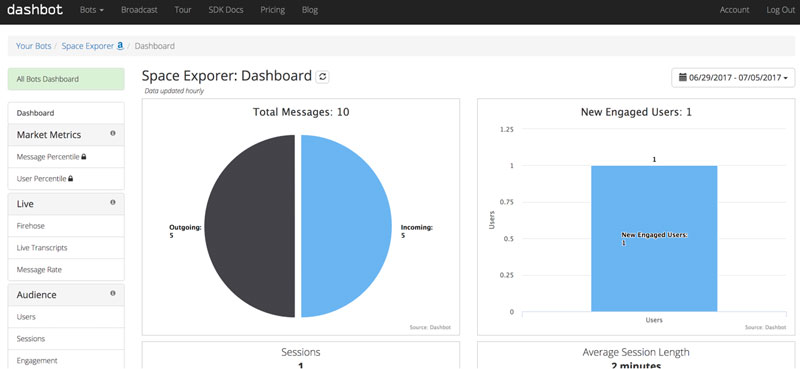 dashbot
Bots Broadcast Tour SDK Docs Pricing Blog Account Log Out
Your Bots / Space Exporer / Dashboard
All Bots Dashboard
Dashboard
Market Metrics
Message Percentile
User Percentile
Live
Firehose
Live Transcripts
Message Rate
Audience
Users
Sessions
Engagement
Space Exporer: Dashboard
Data updated hourly
06/29/2017 - 07/05/2017
Total Messages: 10
Outgoing:
5
Incoming:
5
Source: Dashbot
New Engaged Users: 1
1.25
1
0.75
0.5
0.25
0
Users
1
New Engaged Users:
1
Users
Source: Dashbot
Sessions
1
Average Session Length
2 minutes